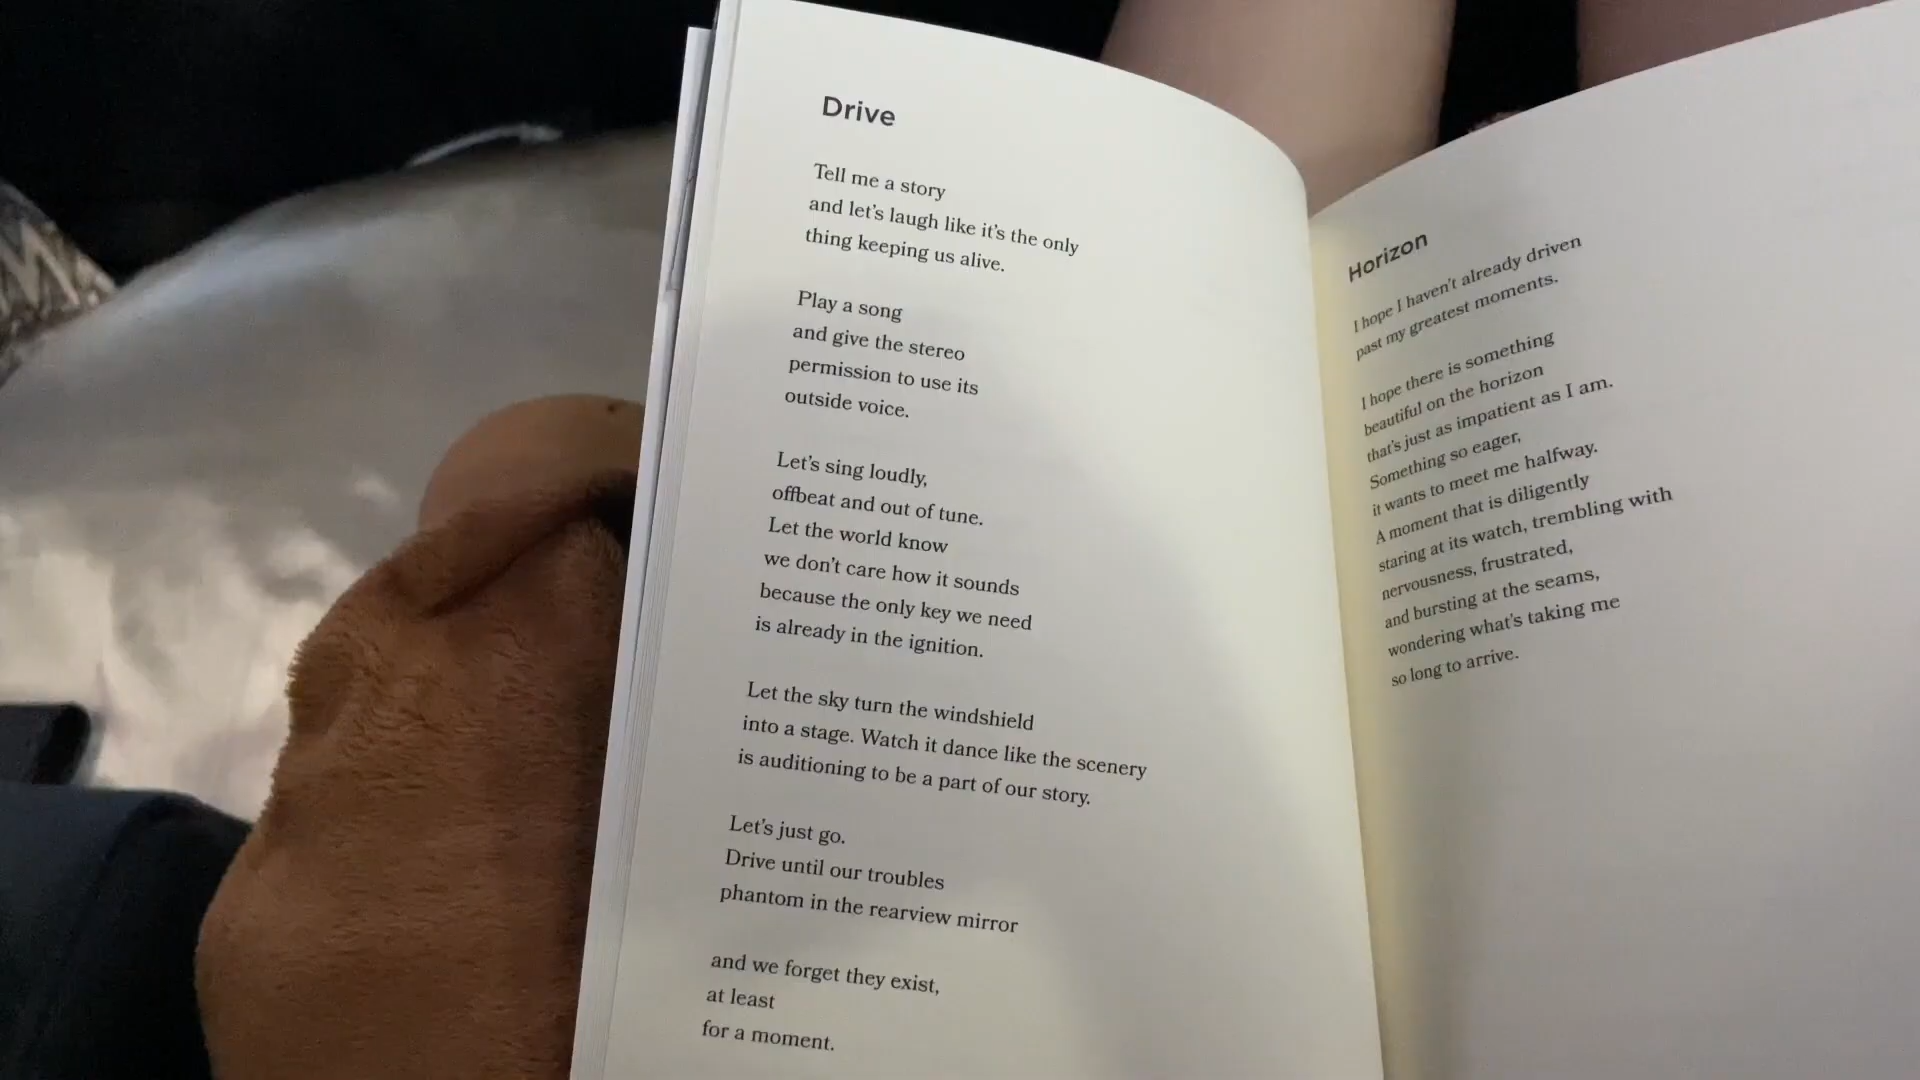 Drive
Tell me a story
and let's laugh like it's the only
thing keeping us alive.
Play a song
and give the stereo
permission to use its
outside voice.
Let's sing loudly,
offbeat and out of tune.
Let the world know
we don't care how it sounds
because the only key we need
is already in the ignition.
Let the sky turn the windshield
into a stage. Watch it dance like the scenery
is auditioning to be a part of our story.
Let's just go.
Drive until our troubles
phantom in the rearview mirror
and we forget they exist,
at least
for a moment.
Horizon
I hope I haven't already driven
past my greatest moments.
I hope there is something
beautiful on the horizon
that's just as impatient as I am.
Something so eager,
it wants to meet me halfway.
A moment that is diligently
staring at its watch, trembling with
nervousness, frustrated,
and bursting at the seams,
wondering what's taking me
so long to arrive.